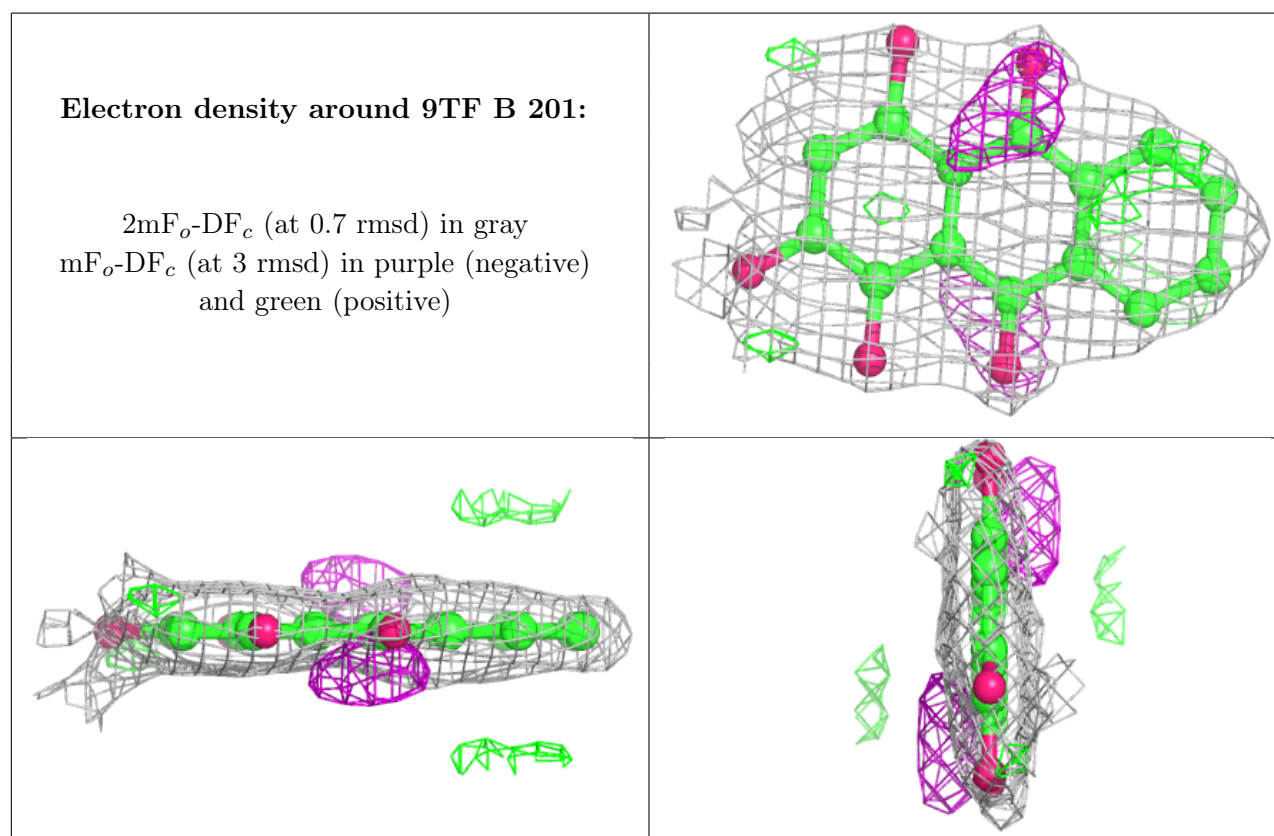 Electron density around 9TF B 201:
2mFo-DFc (at 0.7 rmsd) in gray
mFo-DFc (at 3 rmsd) in purple (negative)
and green (positive)